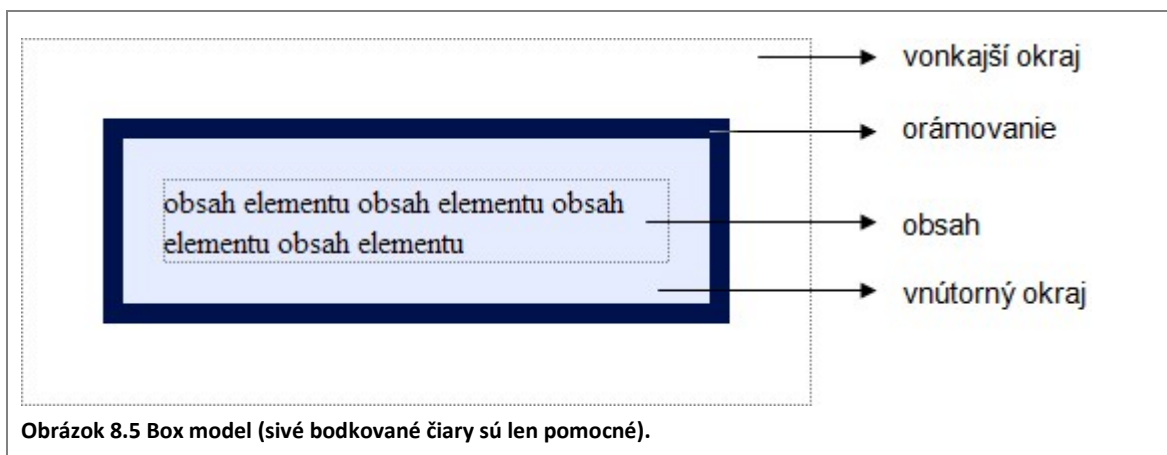 vonkajší okraj
orámovanie
obsah elementu obsah elementu obsah
elementu obsah elementu
obsah
vnútorný okraj
Obrázok 8.5 Box model (sivé bodkované čiary sú len pomocné).